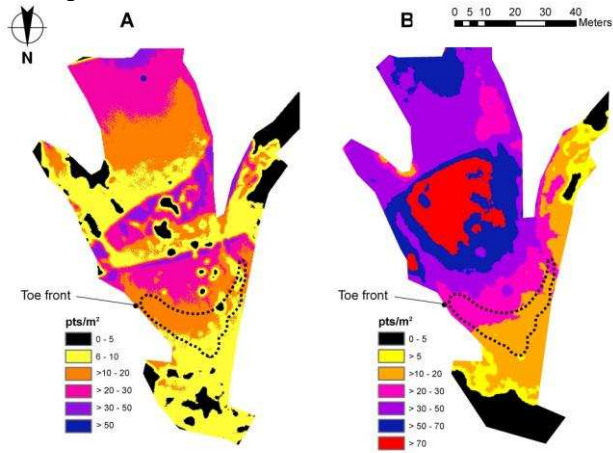 A
B
0 5 10 20 30 40
Meters
N
Toe front
Toe front
pts/m²
0 - 5
6 - 10
>10 - 20
> 20 - 30
> 30 - 50
> 50
pts/m²
0 - 5
> 5
>10 - 20
> 20 - 30
> 30 - 50
> 50 - 70
> 70